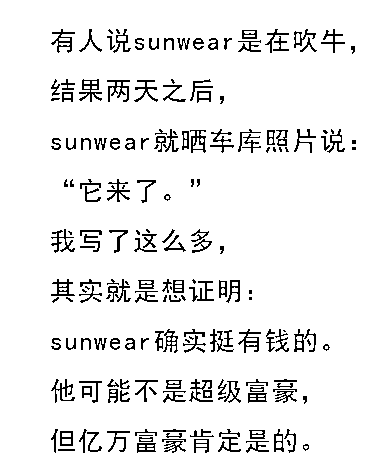 有人说sunwear是在吹牛，
结果两天之后，
sunwear就晒车库照片说：
“它来了。”
我写了这么多，
其实就是想证明：
sunwear确实挺有钱的。
他可能不是超级富豪，
但亿万富豪肯定是的。